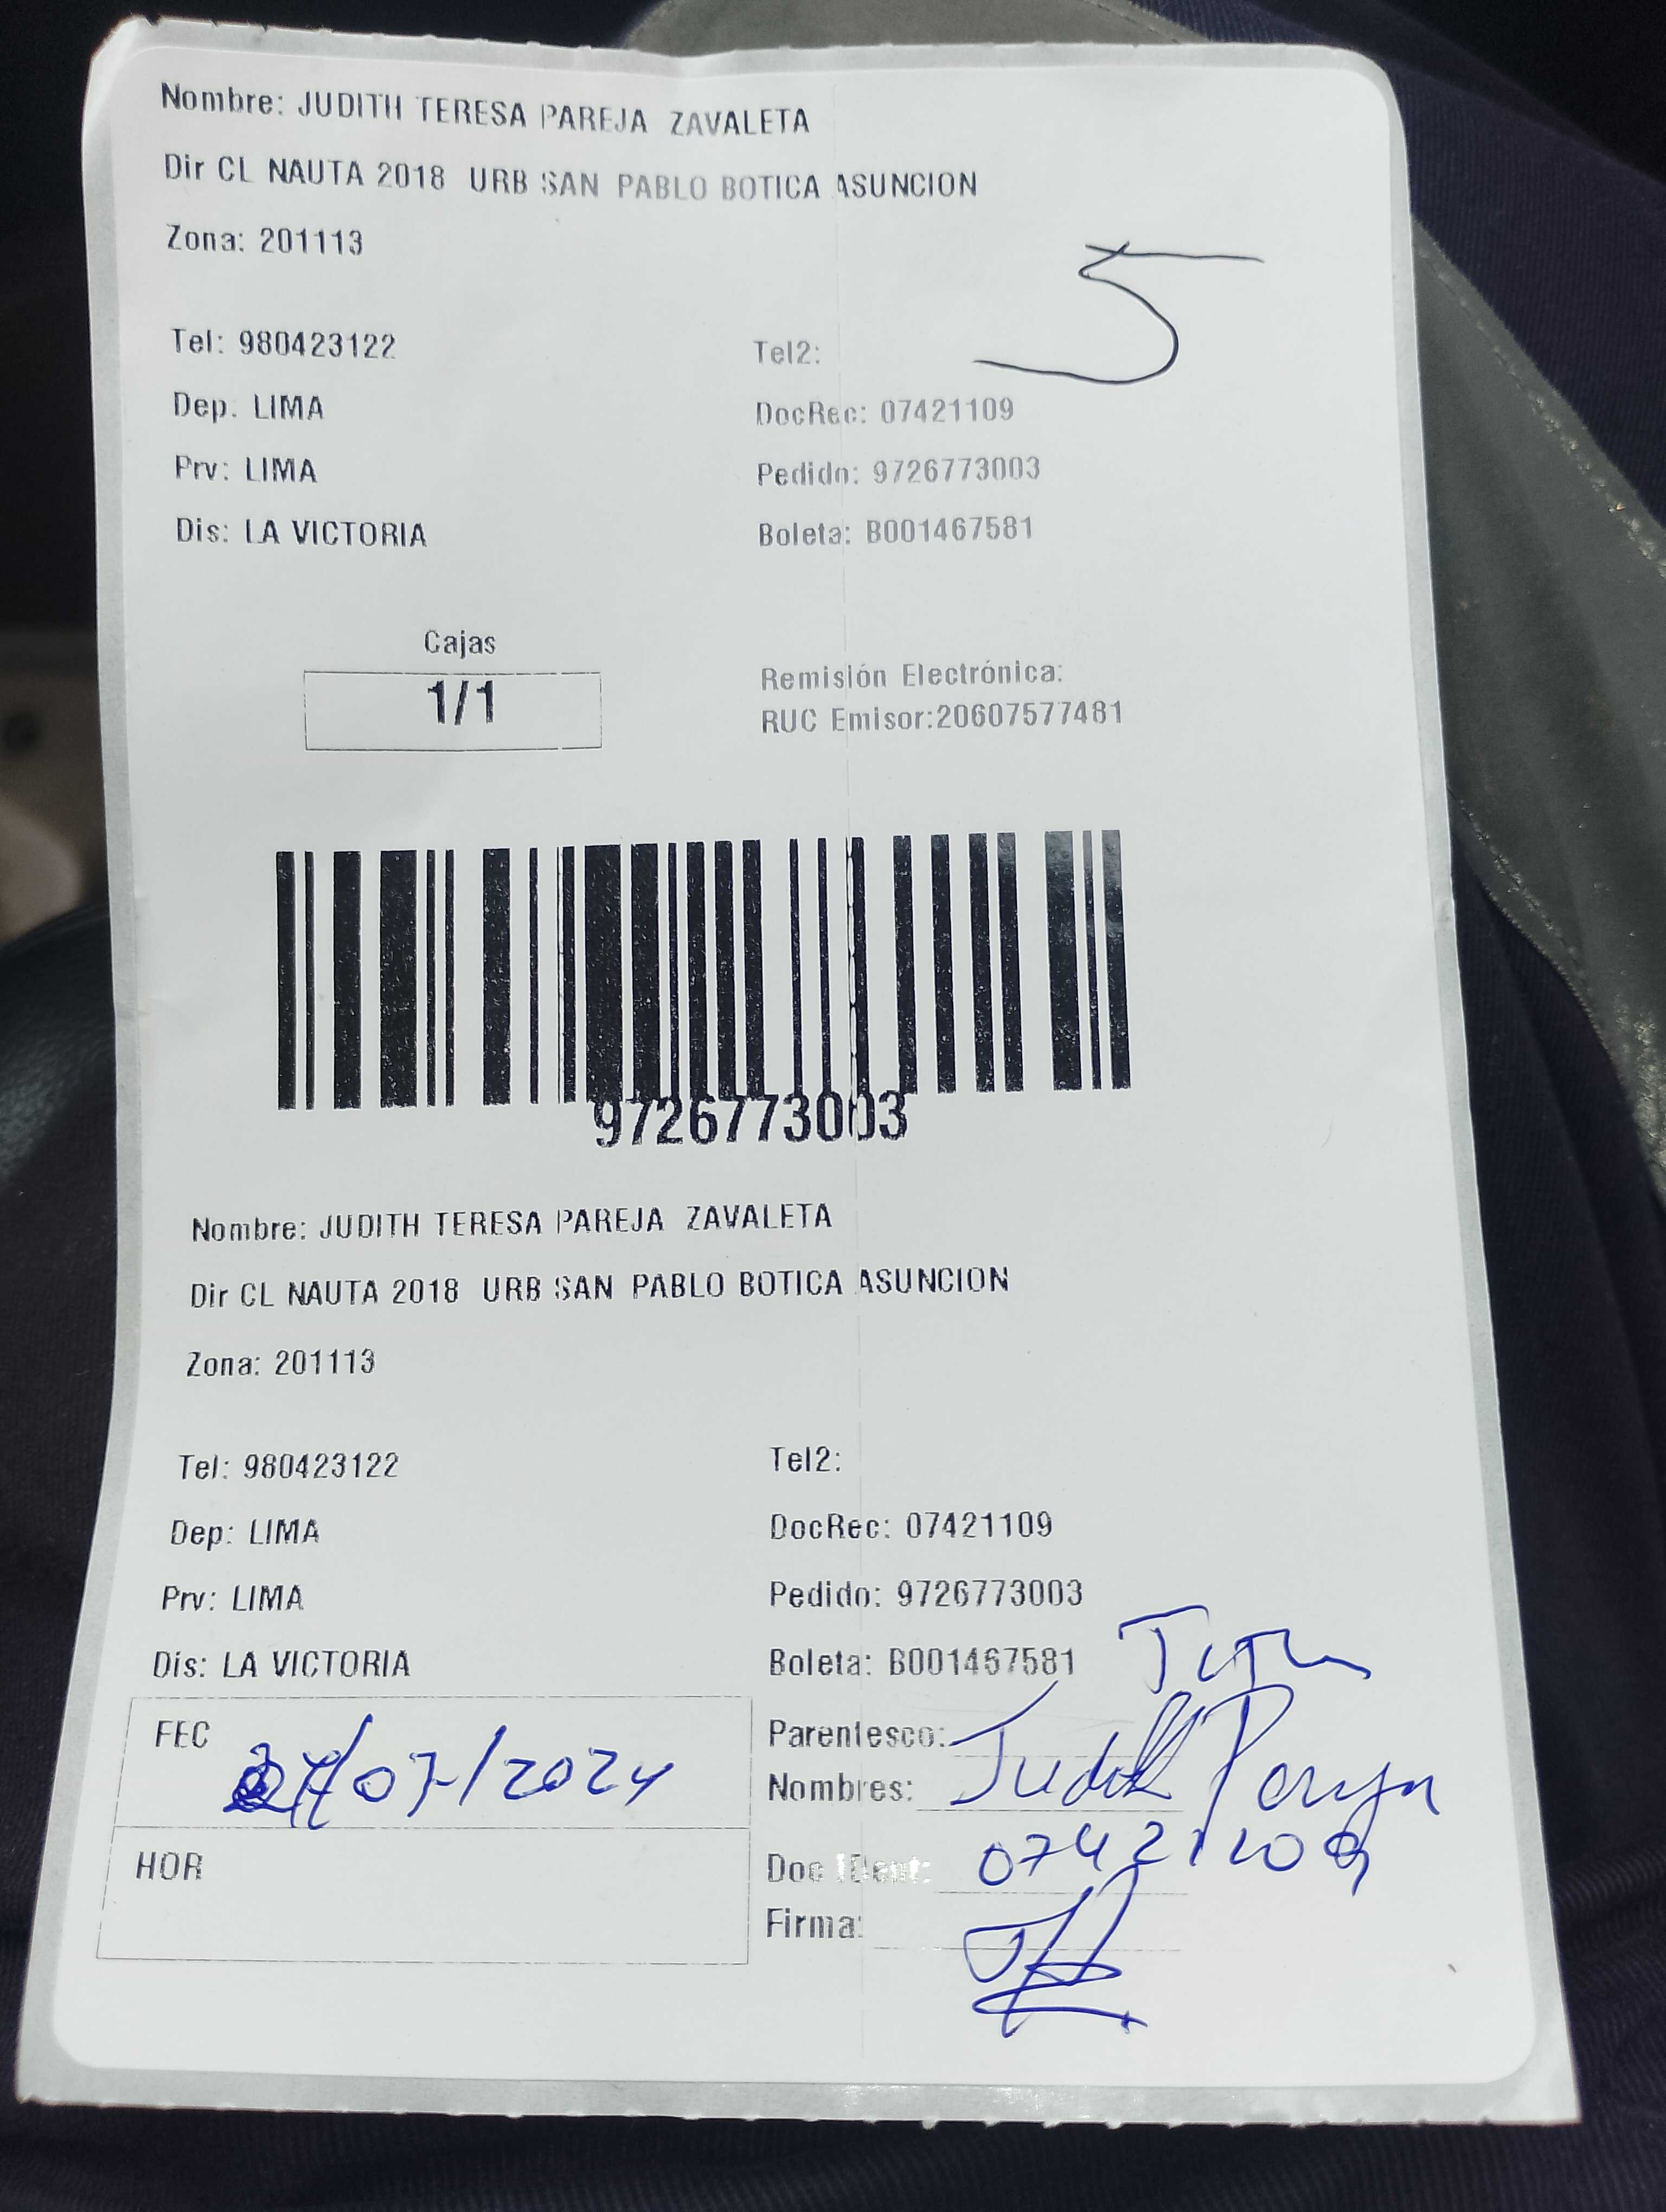 Nombre: JUDITH TERESA PAREJA ZAVALETA
Dir CL NAUTA 2018 URB SAN PABLO BOTICA ASUNCION
Zona: 201113
5
Tel: 980423122 Tel2:
Dep. LIMA DocRec: 07421109
Prv: LIMA Pedido: 9726773003
Dis: LA VICTORIA Boleta: B001467581
Cajas
1/1
Remisión Electrónica:
RUC Emisor:20607577481
9726773003
Nombre: JUDITH TERESA PAREJA ZAVALETA
Dir CL NAUTA 2018 URB SAN PABLO BOTICA ASUNCION
Zona: 201113
Tel: 980423122 Tel2:
Dep: LIMA DocRec: 07421109
Prv: LIMA Pedido: 9726773003
Dis: LA VICTORIA Boleta: B001467581
FEC /07/2024
Parentesco:
Nombres: Judith Pareja
HOR
Doc Ident: 07421109
Firma: